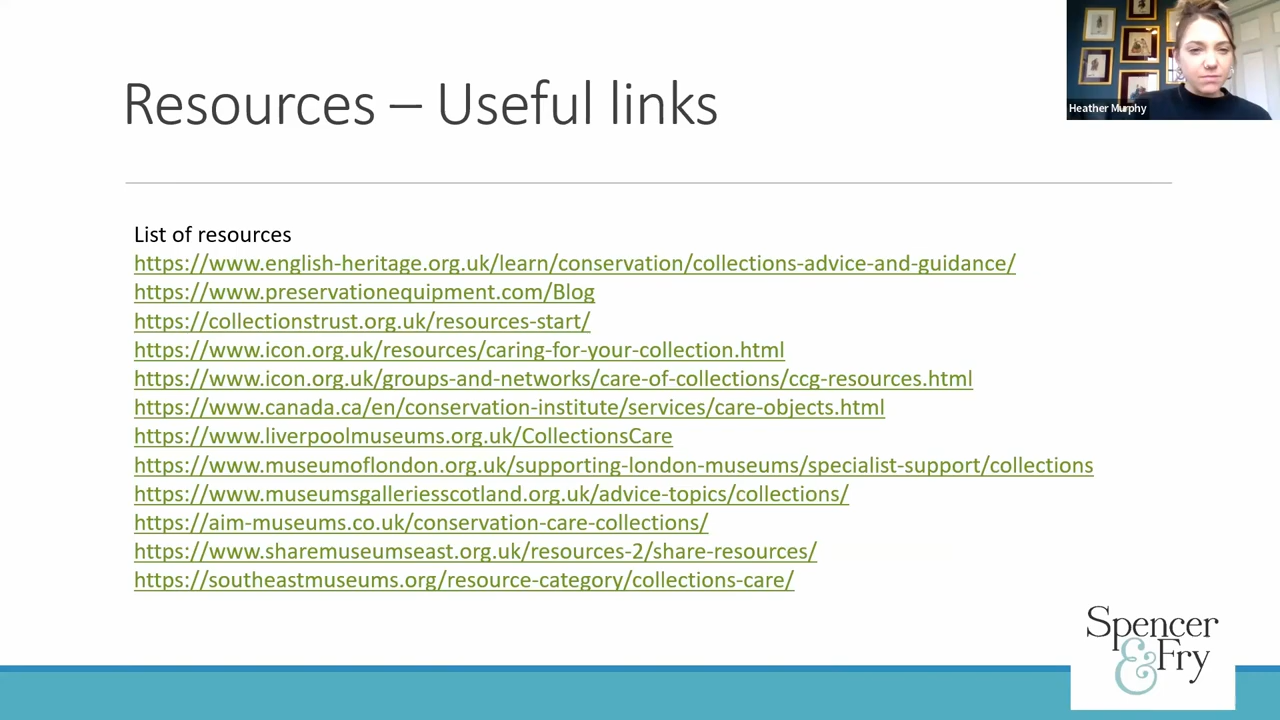 Resources – Useful links
Heather Murphy
List of resources
https://www.english-heritage.org.uk/learn/conservation/collections-advice-and-guidance/
https://www.preservationequipment.com/Blog
https://collectionstrust.org.uk/resources-start/
https://www.icon.org.uk/resources/caring-for-your-collection.html
https://www.icon.org.uk/groups-and-networks/care-of-collections/ccg-resources.html
https://www.canada.ca/en/conservation-institute/services/care-objects.html
https://www.liverpoolmuseums.org.uk/CollectionsCare
https://www.museumoflondon.org.uk/supporting-london-museums/specialist-support/collections
https://www.museumsgalleriesscotland.org.uk/advice-topics/collections/
https://aim-museums.co.uk/conservation-care-collections/
https://www.sharemuseumseast.org.uk/resources-2/share-resources/
https://southeastmuseums.org/resource-category/collections-care/
Spencer
& Fry